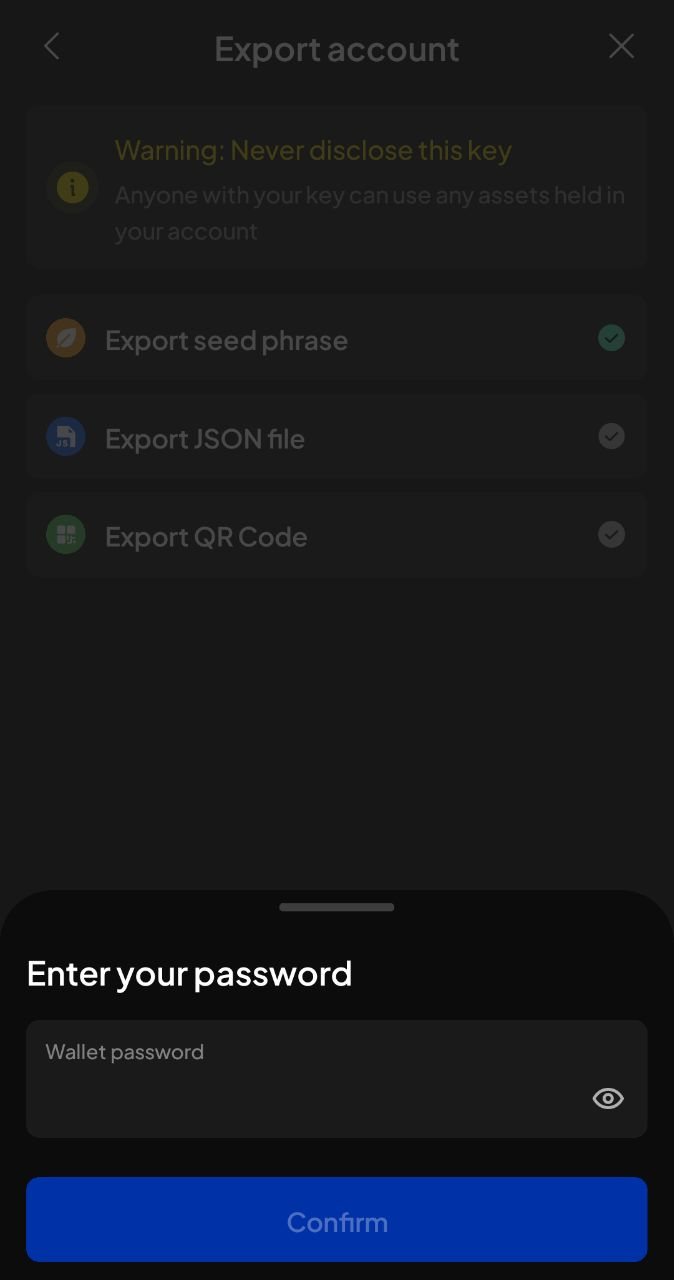 Export account
Warning: Never disclose this key
Anyone with your key can use any assets held in
your account
Export seed phrase
Export JSON file
Export QR Code
Enter your password
Wallet password
Confirm